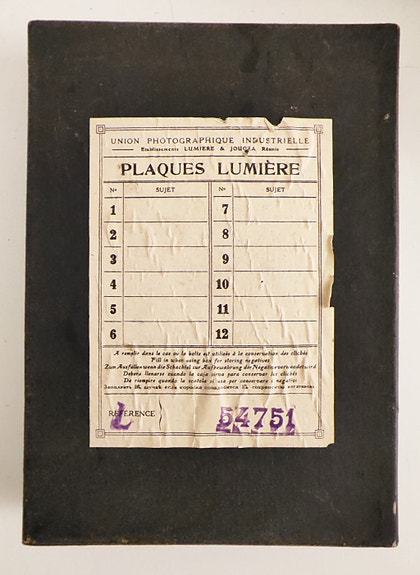 UNION PHOTOGRAPHIQUE INDUSTRIELLE
Etablissements LUMIERE & JOUGLA Réunis
PLAQUES LUMIÈRE
Nº SUJET Nº SUJET
1 7
2 8
3 9
4 10
5 11
6 12
A remplir dans le cas où la boîte est utilisée à la conservation des clichés
Fill in when using box for storing negatives
Zum Ausfüllen wenn die Schachtel zur Aufbewahrung der Negative verwendet wird
Debera llenarse cuando la caja sirva para conservar los clichés
Da riempire quando la scatola si usa per conservare i negativi
RÉFÉRENCE
L 54751